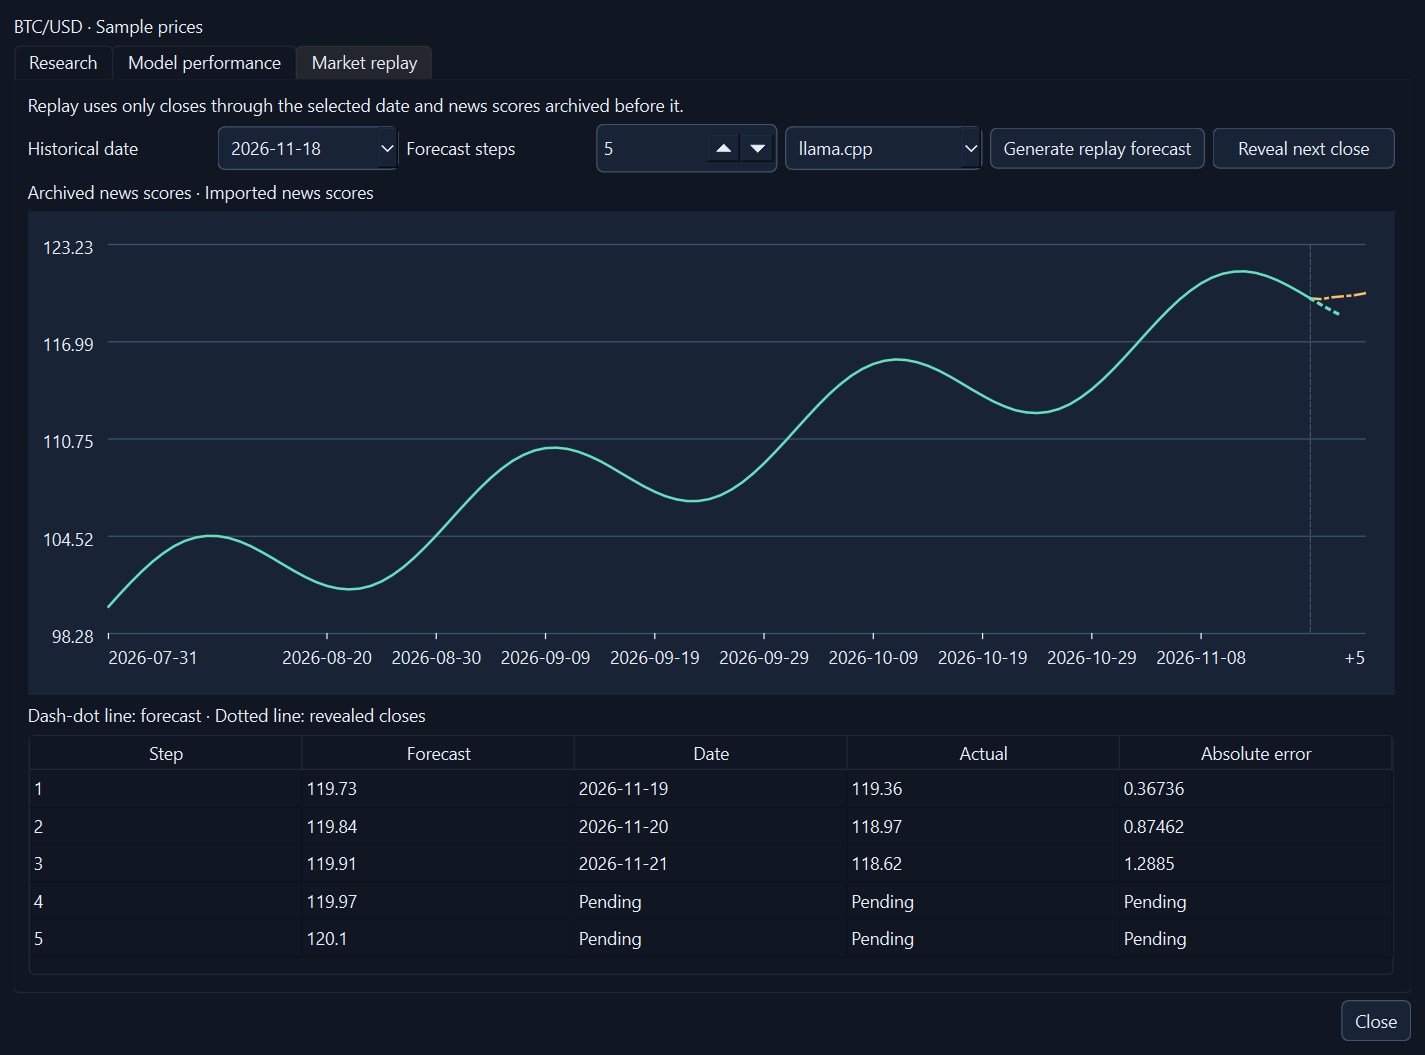 BTC/USD · Sample prices
Research Model performance Market replay
Replay uses only closes through the selected date and news scores archived before it.
Historical date 2026-11-18 Forecast steps 5 llama.cpp Generate replay forecast Reveal next close
Archived news scores · Imported news scores
123.23
116.99
110.75
104.52
98.28
2026-07-31 2026-08-20 2026-08-30 2026-09-09 2026-09-19 2026-09-29 2026-10-09 2026-10-19 2026-10-29 2026-11-08 +5
Dash-dot line: forecast · Dotted line: revealed closes
Step Forecast Date Actual Absolute error
1 119.73 2026-11-19 119.36 0.36736
2 119.84 2026-11-20 118.97 0.87462
3 119.91 2026-11-21 118.62 1.2885
4 119.97 Pending Pending Pending
5 120.1 Pending Pending Pending
Close